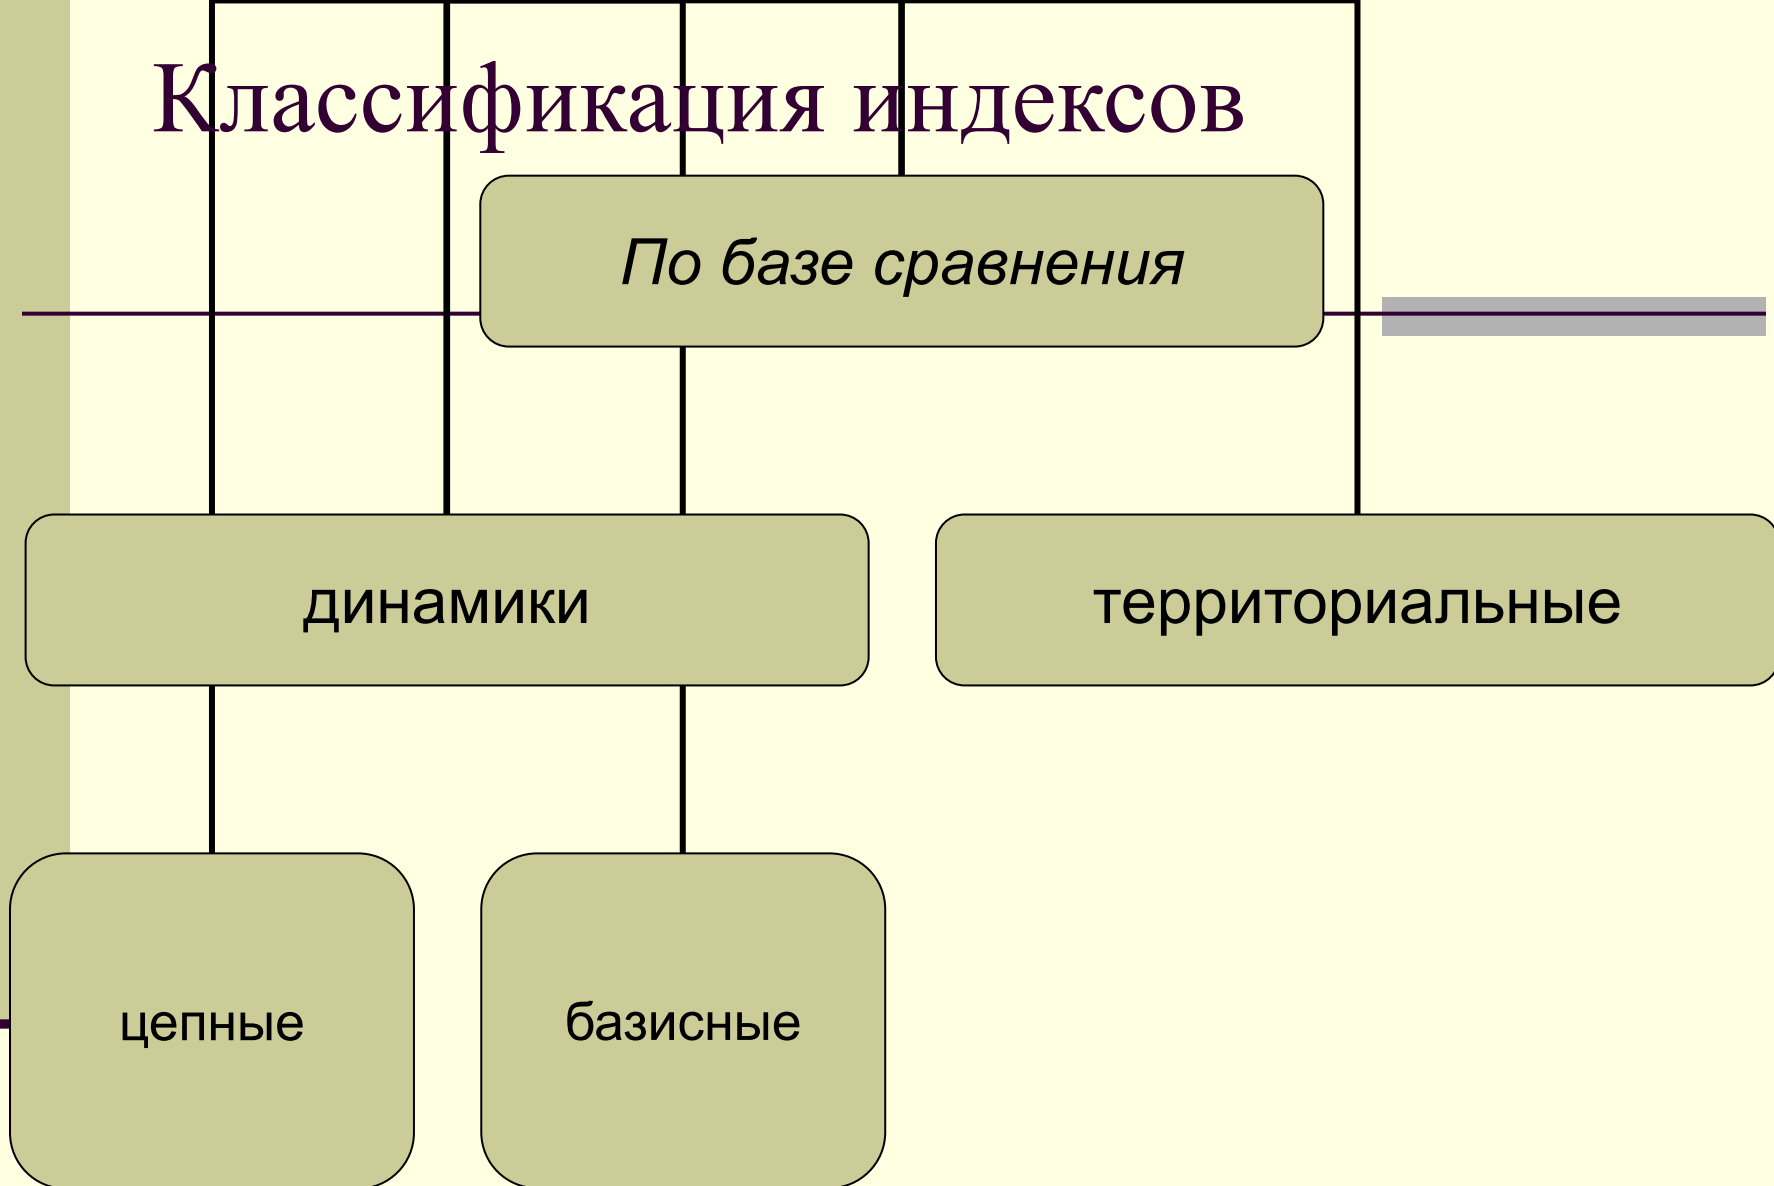 Классификация индексов
По базе сравнения
динамики
территориальные
цепные
базисные